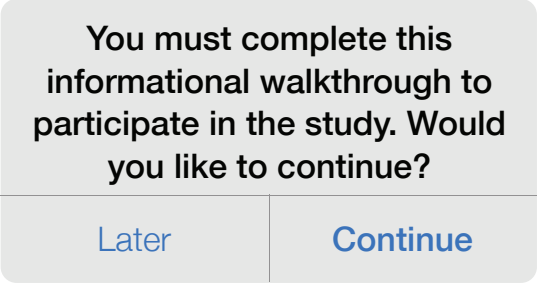 You must complete this
informational walkthrough to
participate in the study. Would
you like to continue?
Later
Continue